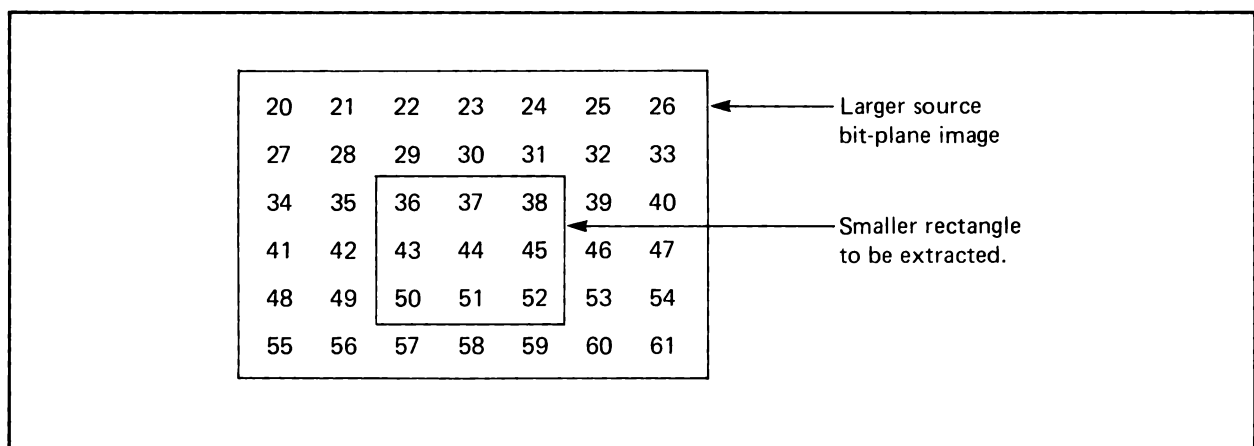 20 21 22 23 24 25 26
Larger source
bit-plane image
27 28 29 30 31 32 33
34 35 36 37 38 39 40
Smaller rectangle
to be extracted.
41 42 43 44 45 46 47
48 49 50 51 52 53 54
55 56 57 58 59 60 61